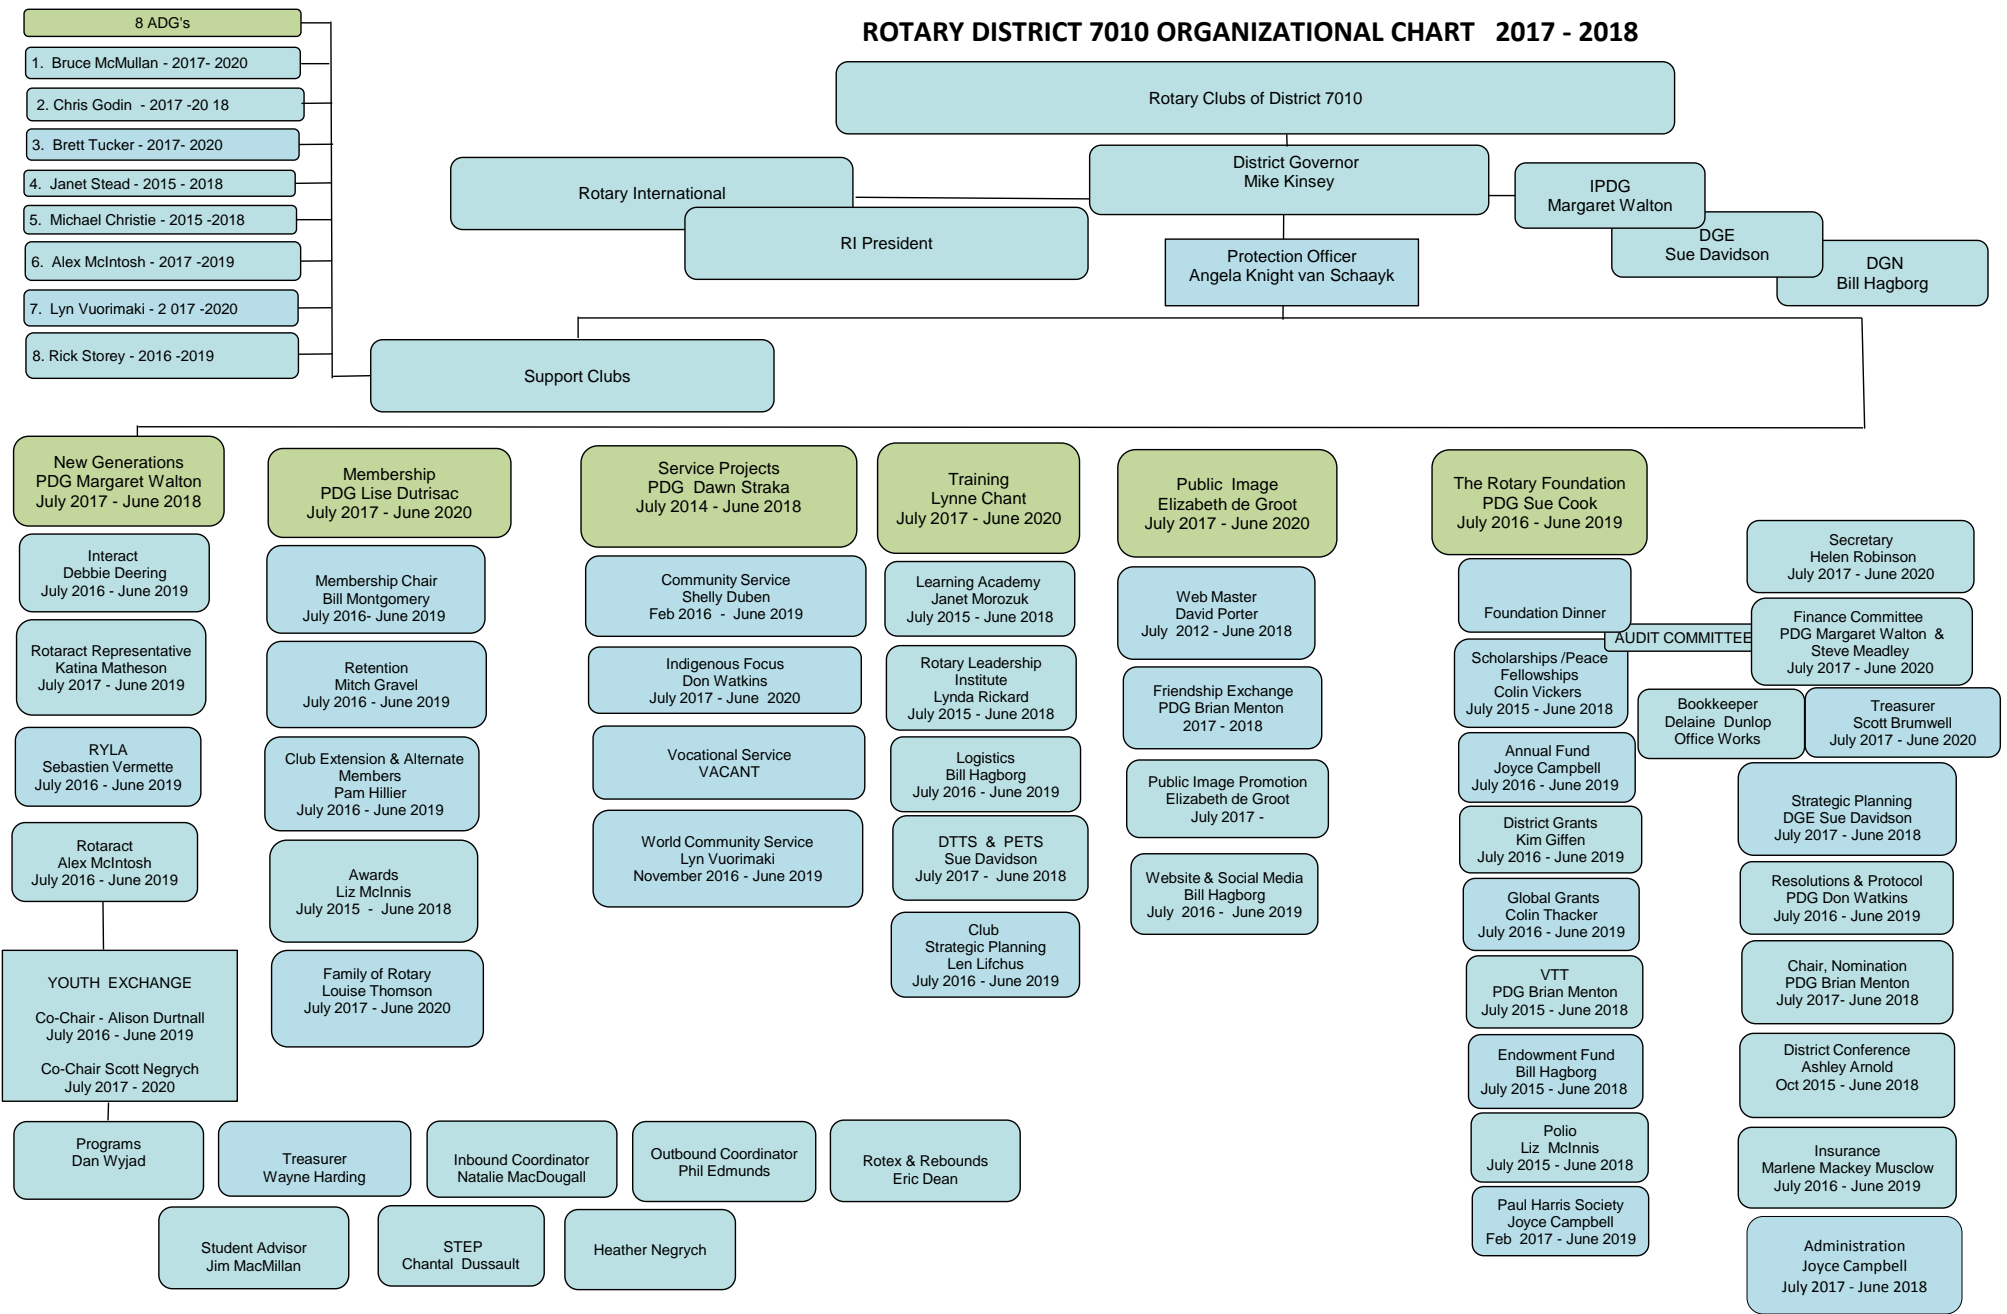 ROTARY DISTRICT 7010 ORGANIZATIONAL CHART 2017 - 2018
8 ADG's
1. Bruce McMullan - 2017- 2020
2. Chris Godin - 2017 -20 18
3. Brett Tucker - 2017- 2020
4. Janet Stead - 2015 - 2018
5. Michael Christie - 2015 -2018
6. Alex McIntosh - 2017 -2019
7. Lyn Vuorimaki - 2 017 -2020
8. Rick Storey - 2016 -2019
Rotary Clubs of District 7010
Rotary International
RI President
District Governor
Mike Kinsey
IPDG
Margaret Walton
DGE
Sue Davidson
DGN
Bill Hagborg
Protection Officer
Angela Knight van Schaayk
Support Clubs
New Generations
PDG Margaret Walton
July 2017 - June 2018
Interact
Debbie Deering
July 2016 - June 2019
Rotaract Representative
Katina Matheson
July 2017 - June 2019
RYLA
Sebastien Vermette
July 2016 - June 2019
Rotaract
Alex McIntosh
July 2016 - June 2019
YOUTH EXCHANGE
Co-Chair - Alison Durtnall
July 2016 - June 2019
Co-Chair Scott Negrych
July 2017 - 2020
Programs
Dan Wyjad
Treasurer
Wayne Harding
Inbound Coordinator
Natalie MacDougall
Outbound Coordinator
Phil Edmunds
Rotex & Rebounds
Eric Dean
Student Advisor
Jim MacMillan
STEP
Chantal Dussault
Heather Negrych
Membership
PDG Lise Dutrisac
July 2017 - June 2020
Membership Chair
Bill Montgomery
July 2016- June 2019
Retention
Mitch Gravel
July 2016 - June 2019
Club Extension & Alternate
Members
Pam Hillier
July 2016 - June 2019
Awards
Liz McInnis
July 2015 - June 2018
Family of Rotary
Louise Thomson
July 2017 - June 2020
Service Projects
PDG Dawn Straka
July 2014 - June 2018
Community Service
Shelly Duben
Feb 2016 - June 2019
Indigenous Focus
Don Watkins
July 2017 - June 2020
Vocational Service
VACANT
World Community Service
Lyn Vuorimaki
November 2016 - June 2019
Training
Lynne Chant
July 2017 - June 2020
Learning Academy
Janet Morozuk
July 2015 - June 2018
Rotary Leadership
Institute
Lynda Rickard
July 2015 - June 2018
Logistics
Bill Hagborg
July 2016 - June 2019
DTTS & PETS
Sue Davidson
July 2017 - June 2018
Club
Strategic Planning
Len Lifchus
July 2016 - June 2019
Public Image
Elizabeth de Groot
July 2017 - June 2020
Web Master
David Porter
July 2012 - June 2018
Friendship Exchange
PDG Brian Menton
2017 - 2018
Public Image Promotion
Elizabeth de Groot
July 2017 -
Website & Social Media
Bill Hagborg
July 2016 - June 2019
The Rotary Foundation
PDG Sue Cook
July 2016 - June 2019
Foundation Dinner
Scholarships /Peace
Fellowships
Colin Vickers
July 2015 - June 2018
Annual Fund
Joyce Campbell
July 2016 - June 2019
District Grants
Kim Giffen
July 2016 - June 2019
Global Grants
Colin Thacker
July 2016 - June 2019
VTT
PDG Brian Menton
July 2015 - June 2018
Endowment Fund
Bill Hagborg
July 2015 - June 2018
Polio
Liz McInnis
July 2015 - June 2018
Paul Harris Society
Joyce Campbell
Feb 2017 - June 2019
Secretary
Helen Robinson
July 2017 - June 2020
AUDIT COMMITTEE
Finance Committee
PDG Margaret Walton &
Steve Meadley
July 2017 - June 2020
Bookkeeper
Delaine Dunlop
Office Works
Treasurer
Scott Brumwell
July 2017 - June 2020
Strategic Planning
DGE Sue Davidson
July 2017 - June 2018
Resolutions & Protocol
PDG Don Watkins
July 2016 - June 2019
Chair, Nomination
PDG Brian Menton
July 2017- June 2018
District Conference
Ashley Arnold
Oct 2015 - June 2018
Insurance
Marlene Mackey Musclow
July 2016 - June 2019
Administration
Joyce Campbell
July 2017 - June 2018